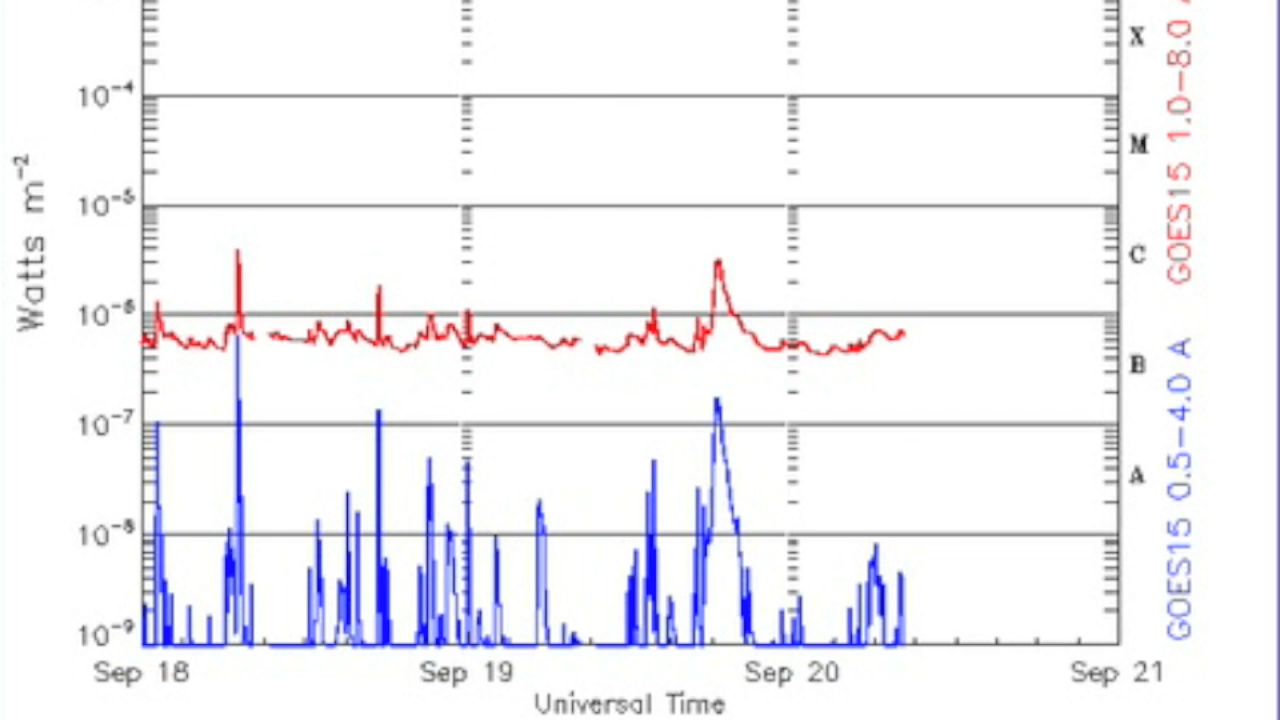 X
10⁻⁴
M
10⁻⁵
C
10⁻⁶
B
10⁻⁷
A
10⁻⁸
10⁻⁹
Sep 18
Sep 19
Sep 20
Sep 21
Universal Time
Watts m⁻²
GOES15 1.0-8.0
GOES15 0.5-4.0 A